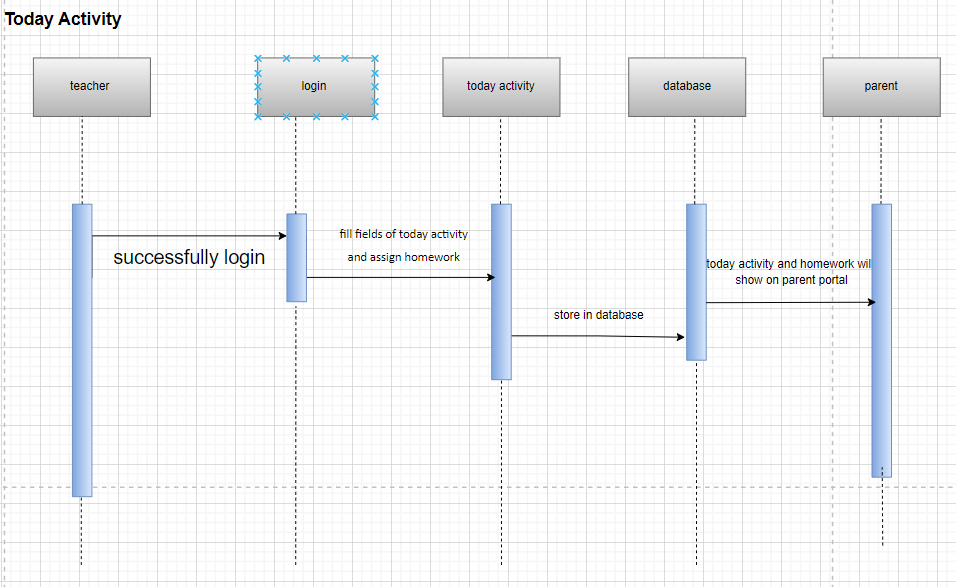 Today Activity
teacher
login
today activity
database
parent
successfully login
fill fields of today activity
and assign homework
store in database
today activity and homework wil
show on parent portal